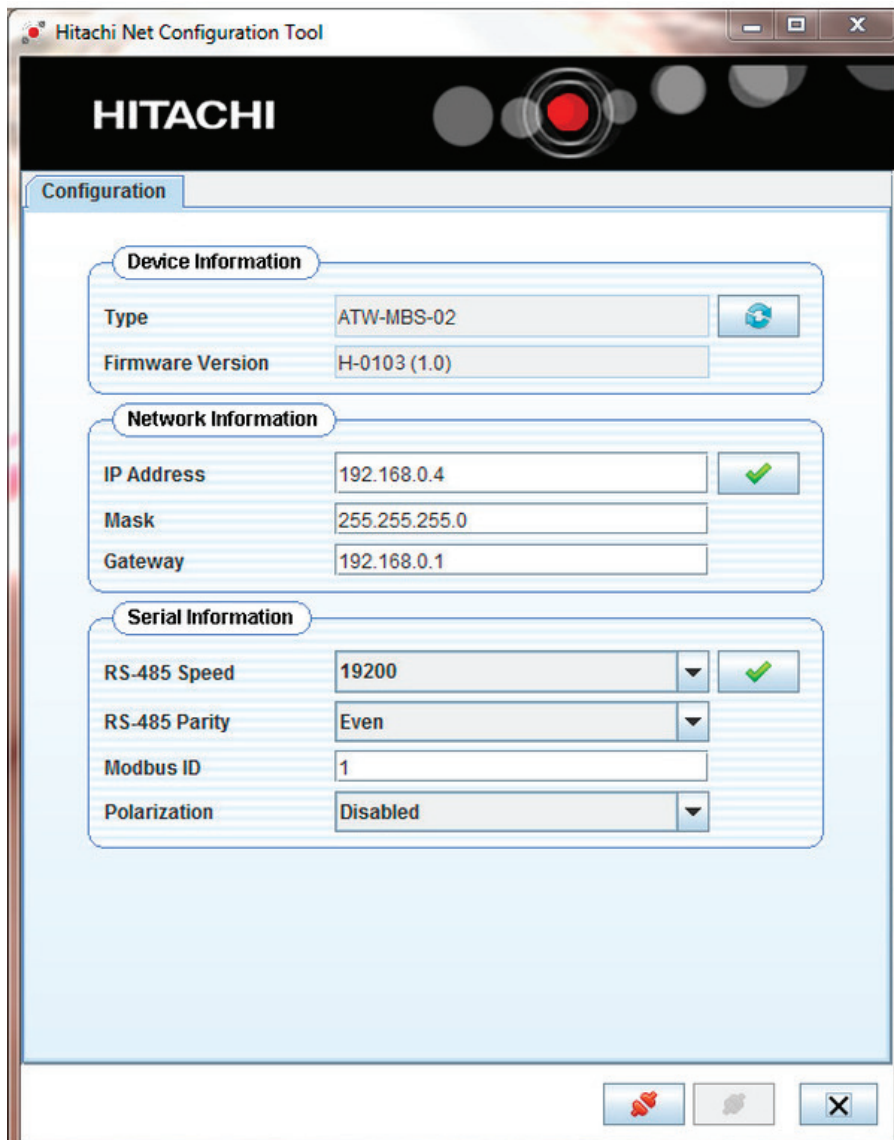 Hitachi Net Configuration Tool
HITACHI
Configuration
Device Information
Type ATW-MBS-02
Firmware Version H-0103 (1.0)
Network Information
IP Address 192.168.0.4
Mask 255.255.255.0
Gateway 192.168.0.1
Serial Information
RS-485 Speed 19200
RS-485 Parity Even
Modbus ID 1
Polarization Disabled